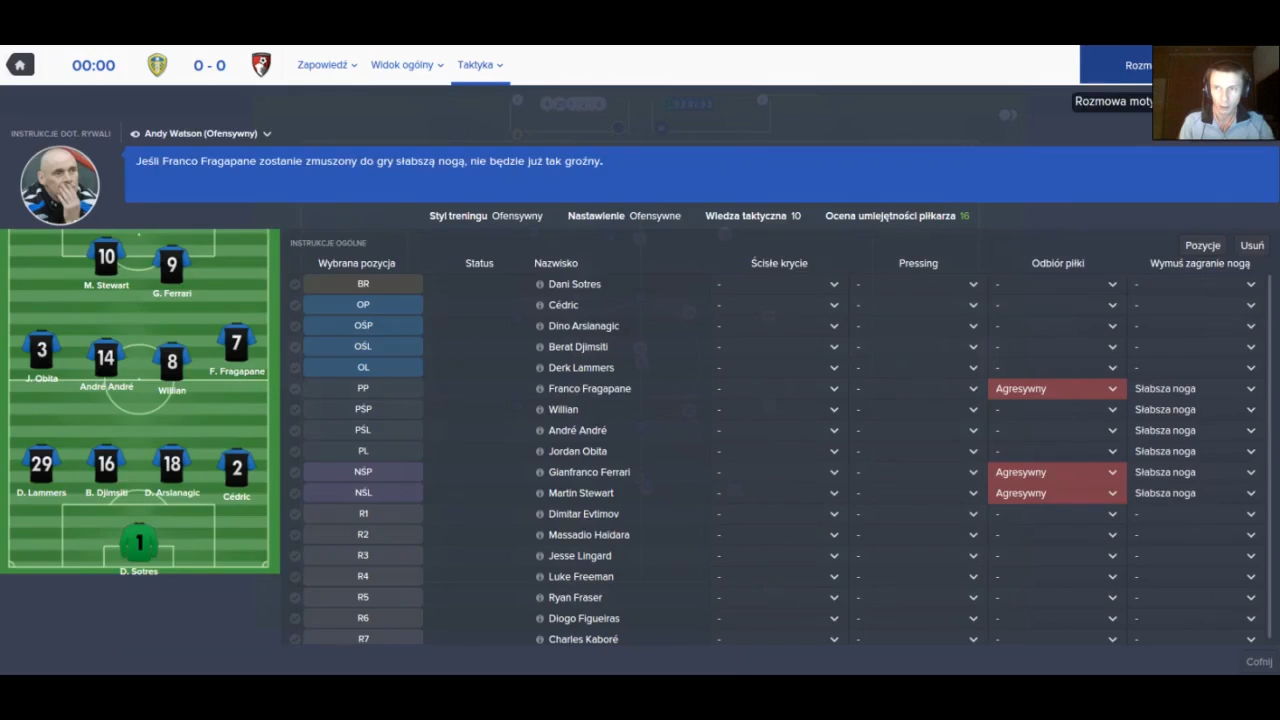 00:00 0 - 0 Zapowiedź Widok ogólny Taktyka Rozm
Rozmowa moty
INSTRUKCJE DOT. RYWALI Andy Watson (Ofensywny)
Jeśli Franco Fragapane zostanie zmuszony do gry słabszą nogą, nie będzie już tak groźny.
Styl treningu Ofensywny Nastawienie Ofensywne Wiedza taktyczna 10 Ocena umiejętności piłkarza 16
INSTRUKCJE OGÓLNE Pozycje Usuń
Wybrana pozycja Status Nazwisko Ścisłe krycie Pressing Odbiór piłki Wymuś zagranie nogą
BR Dani Sotres - - - -
OP Cédric - - - -
OŚP Dino Arslanagic - - - -
OŚL Berat Djimsiti - - - -
OL Derk Lammers - - - -
PP Franco Fragapane - - Agresywny Słabsza noga
PŚP Willian - - - Słabsza noga
PŚL André André - - - Słabsza noga
PL Jordan Obita - - - Słabsza noga
NŚP Gianfranco Ferrari - - Agresywny Słabsza noga
NŚL Martin Stewart - - Agresywny Słabsza noga
R1 Dimitar Evtimov - - - -
R2 Massadio Haïdara - - - -
R3 Jesse Lingard - - - -
R4 Luke Freeman - - - -
R5 Ryan Fraser - - - -
R6 Diogo Figueiras - - - -
R7 Charles Kaboré - - - -
10 9
M. Stewart G. Ferrari
3 14 8 7
J. Obita André André Willian F. Fragapane
29 16 18 2
D. Lammers B. Djimsiti D. Arslanagic Cédric
1
D. Sotres
Cofnij